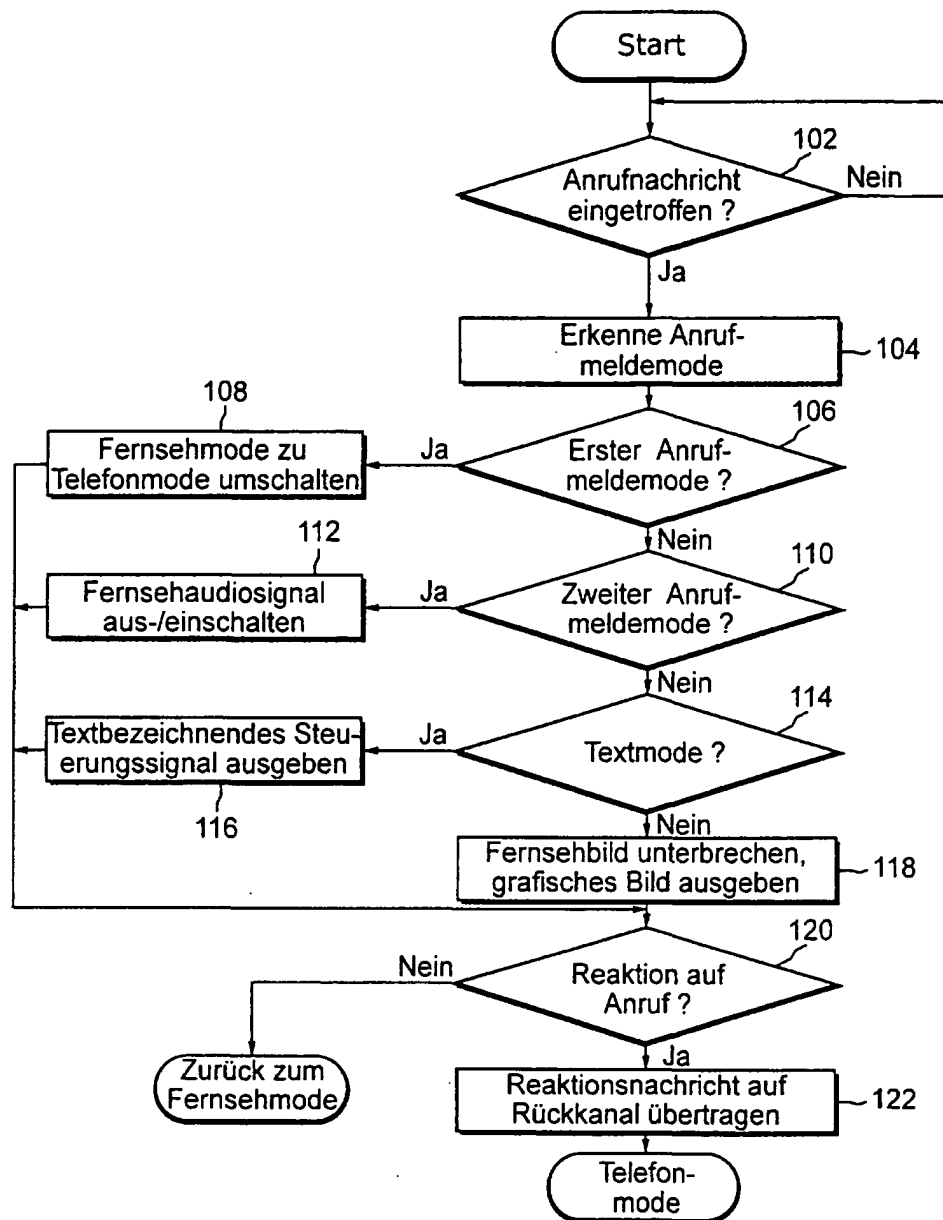 Start
102
Anrufnachricht
eingetroffen ?
Nein
Ja
Erkenne Anruf-
meldemode
104
108
106
Fernsehmode zu
Telefonmode umschalten
Ja
Erster Anruf-
meldemode ?
Nein
112
110
Fernsehaudiosignal
aus-/einschalten
Ja
Zweiter Anruf-
meldemode ?
Nein
114
Textbezeichnendes Steu-
erungssignal ausgeben
Ja
Textmode ?
116
Nein
Fernsehbild unterbrechen,
grafisches Bild ausgeben
118
120
Nein
Reaktion auf
Anruf ?
Ja
Zurück zum
Fernsehmode
Reaktionsnachricht auf
Rückkanal übertragen
122
Telefon-
mode